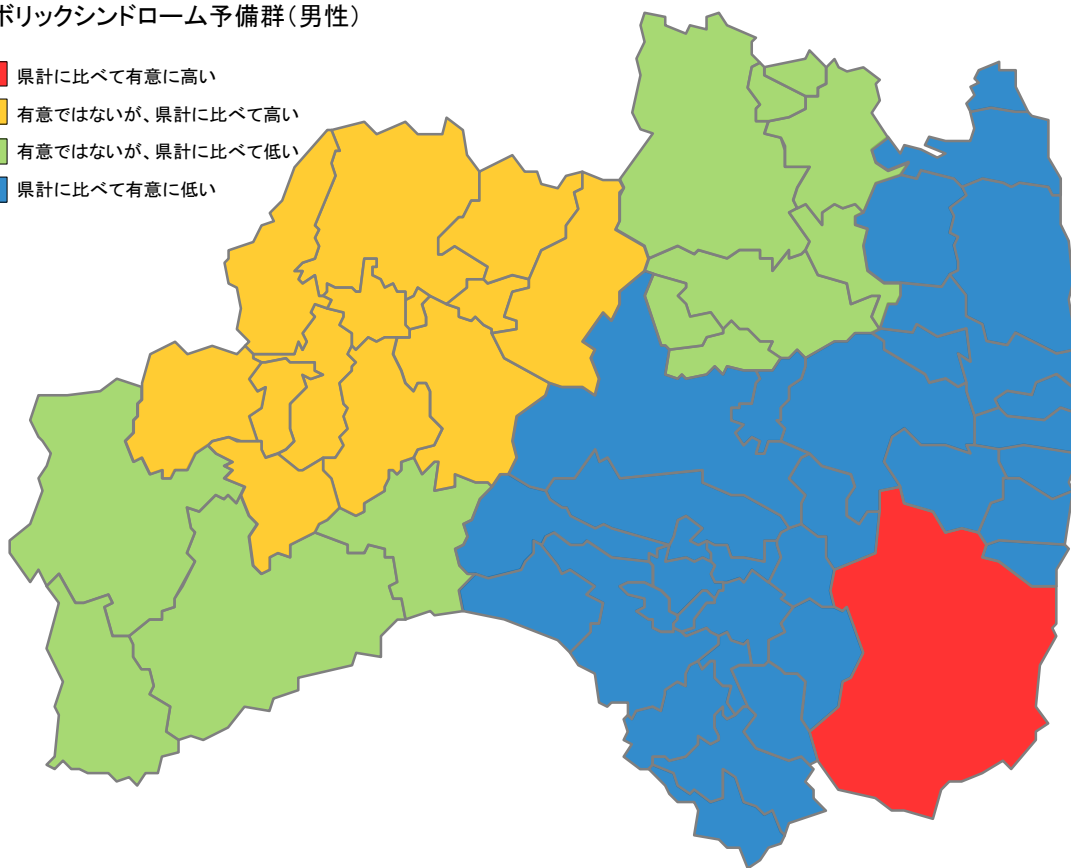 ボリックシンドローム予備群(男性)
県計に比べて有意に高い
有意ではないが、県計に比べて高い
有意ではないが、県計に比べて低い
県計に比べて有意に低い